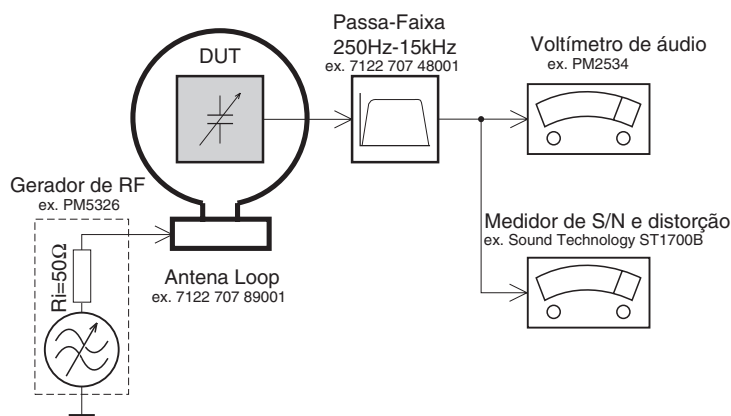 Passa-Faixa
250Hz-15kHz
ex. 7122 707 48001
DUT
Voltímetro de áudio
ex. PM2534
Gerador de RF
ex. PM5326
Ri=50Ω
Antena Loop
ex. 7122 707 89001
Medidor de S/N e distorção
ex. Sound Technology ST1700B